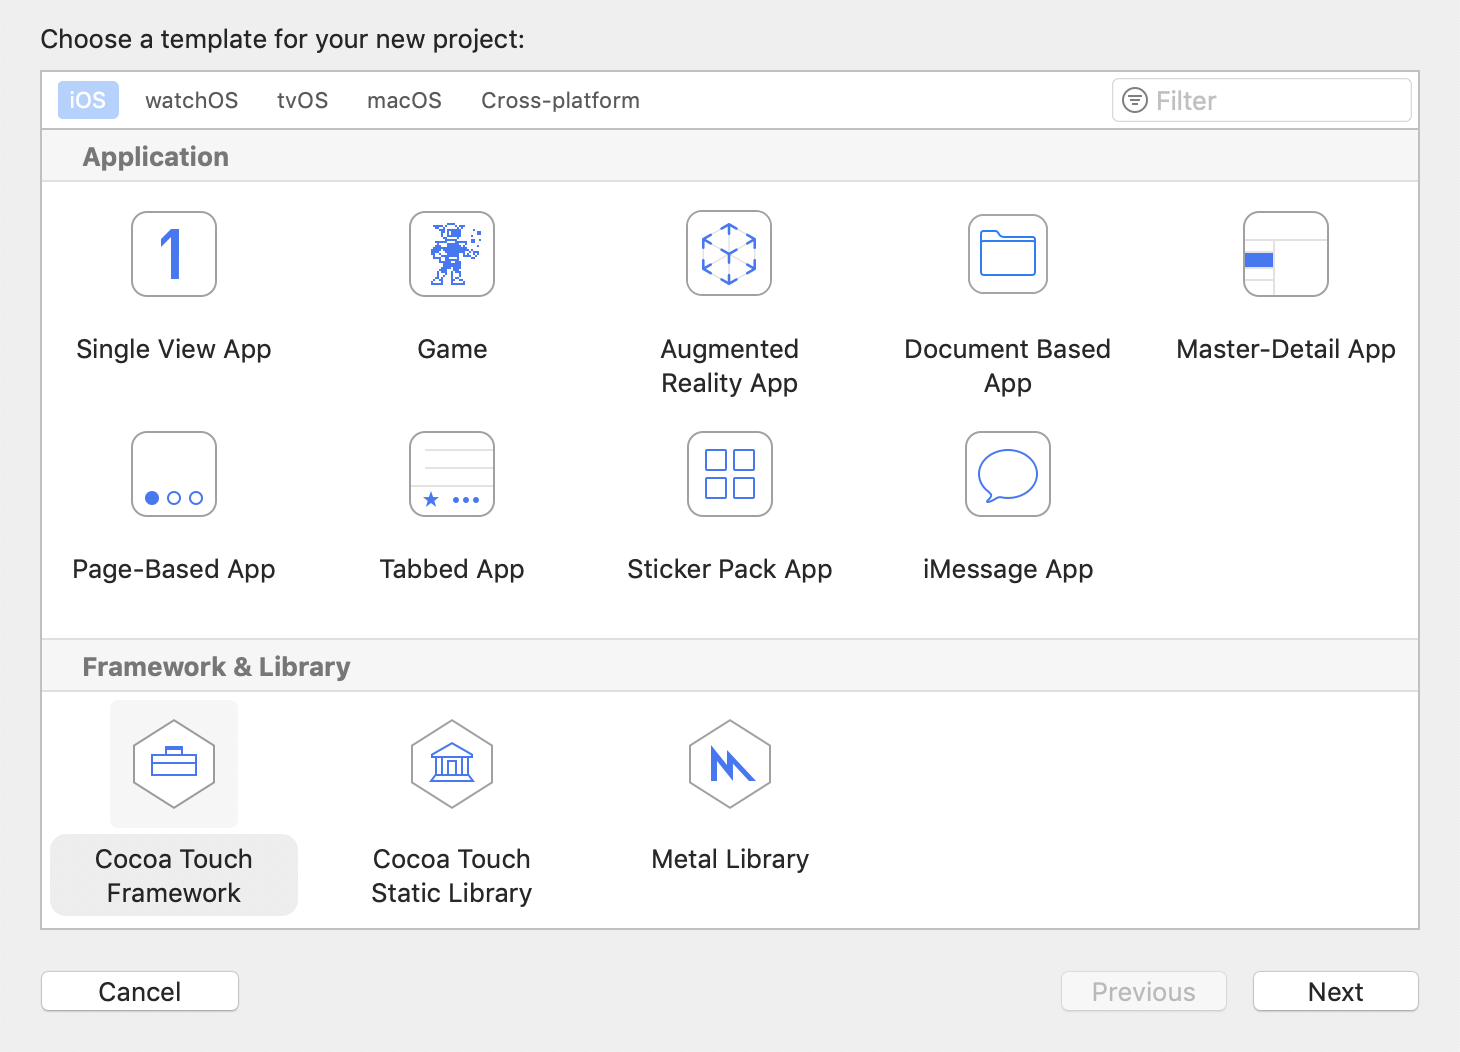 Choose a template for your new project:
iOS watchOS tvOS macOS Cross-platform Filter
Application
1
Single View App Game Augmented Reality App Document Based App Master-Detail App
Page-Based App Tabbed App Sticker Pack App iMessage App
Framework & Library
Cocoa Touch Framework Cocoa Touch Static Library Metal Library
Cancel Previous Next